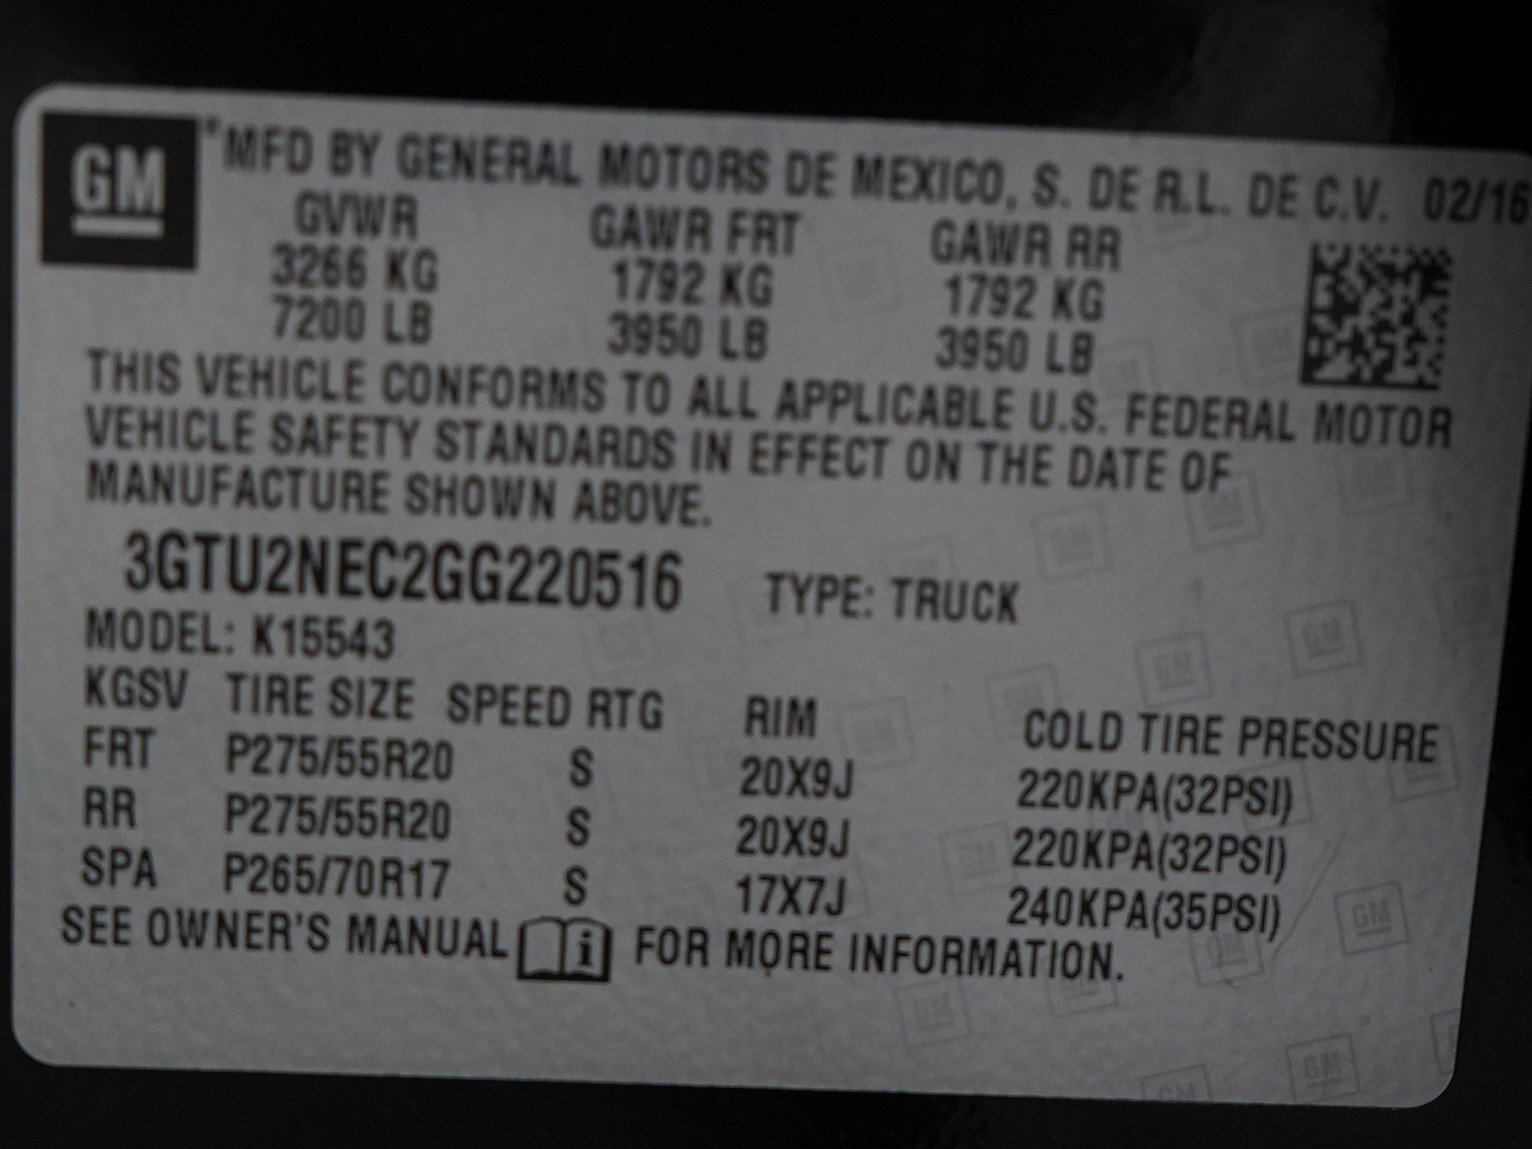 GM
*MFD BY GENERAL MOTORS DE MEXICO, S. DE R.L. DE C.V. 02/16
GVWR GAWR FRT GAWR RR
3266 KG 1792 KG 1792 KG
7200 LB 3950 LB 3950 LB
THIS VEHICLE CONFORMS TO ALL APPLICABLE U.S. FEDERAL MOTOR
VEHICLE SAFETY STANDARDS IN EFFECT ON THE DATE OF
MANUFACTURE SHOWN ABOVE.
3GTU2NEC2GG220516 TYPE: TRUCK
MODEL: K15543
KGSV TIRE SIZE SPEED RTG RIM COLD TIRE PRESSURE
FRT P275/55R20 S 20X9J 220KPA(32PSI)
RR P275/55R20 S 20X9J 220KPA(32PSI)
SPA P265/70R17 S 17X7J 240KPA(35PSI)
SEE OWNER'S MANUAL i FOR MORE INFORMATION.